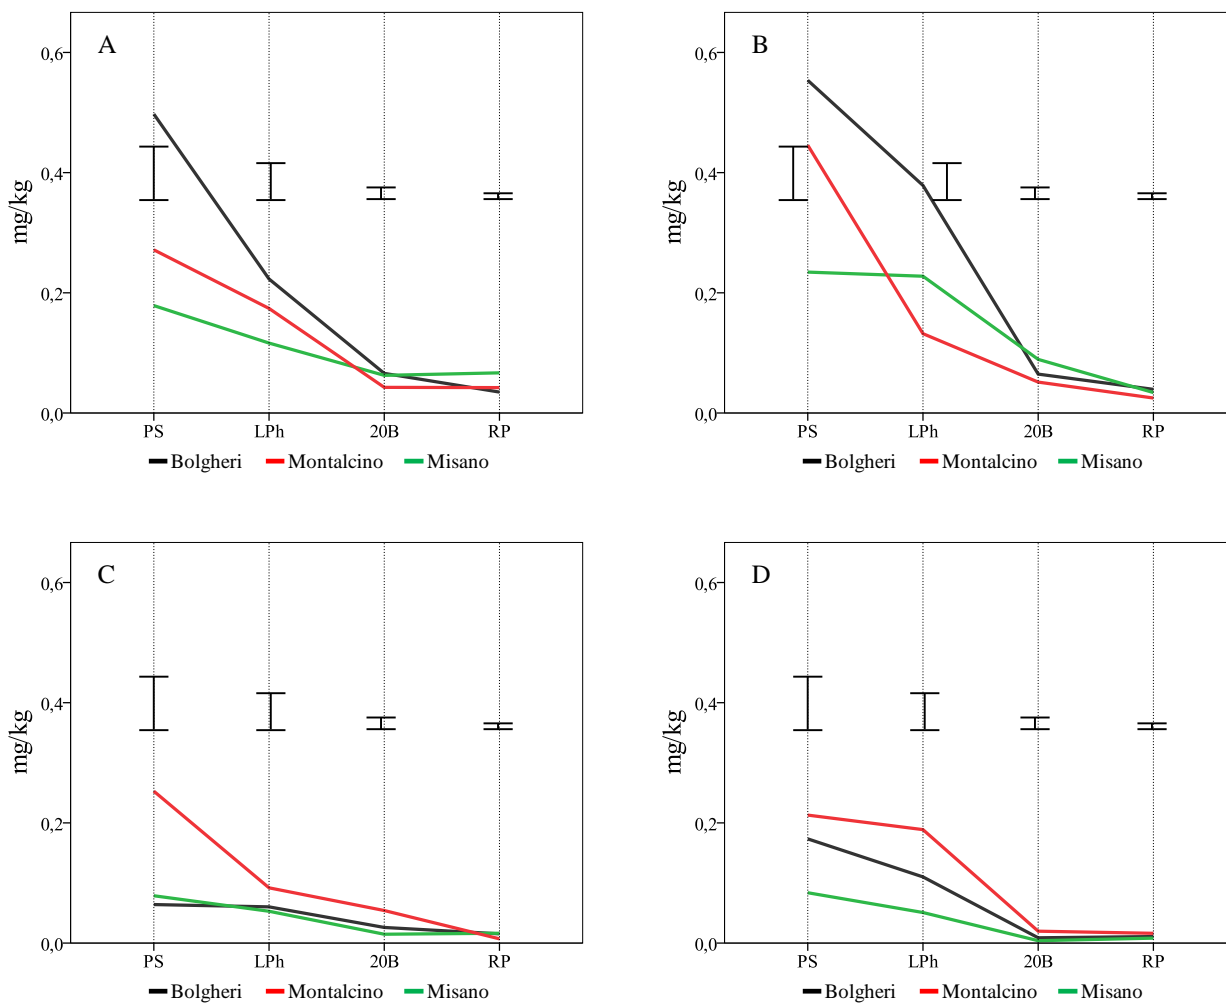 A
0,6
0,4
0,2
0,0
mg/kg
PS LPh 20B RP
Bolgheri Montalcino Misano
B
0,6
0,4
0,2
0,0
mg/kg
PS LPh 20B RP
Bolgheri Montalcino Misano
C
0,6
0,4
0,2
0,0
mg/kg
PS LPh 20B RP
Bolgheri Montalcino Misano
D
0,6
0,4
0,2
0,0
mg/kg
PS LPh 20B RP
Bolgheri Montalcino Misano